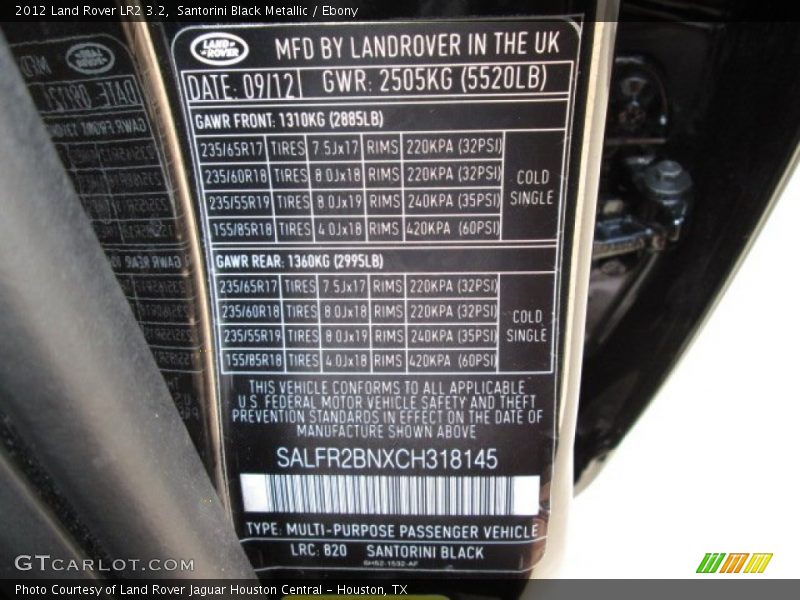 2012 Land Rover LR2 3.2, Santorini Black Metallic / Ebony
LAND ROVER MFD BY LANDROVER IN THE UK
DATE: 09/12 GWR: 2505KG (5520LB)
GAWR FRONT: 1310KG (2885LB)
235/65R17 TIRES 7.5Jx17 RIMS 220KPA (32PSI)
235/60R18 TIRES 8.0Jx18 RIMS 220KPA (32PSI)
235/55R19 TIRES 8.0Jx19 RIMS 240KPA (35PSI)
155/85R18 TIRES 4.0Jx18 RIMS 420KPA (60PSI)
COLD
SINGLE
GAWR REAR: 1360KG (2995LB)
235/65R17 TIRES 7.5Jx17 RIMS 220KPA (32PSI)
235/60R18 TIRES 8.0Jx18 RIMS 220KPA (32PSI)
235/55R19 TIRES 8.0Jx19 RIMS 240KPA (35PSI)
155/85R18 TIRES 4.0Jx18 RIMS 420KPA (60PSI)
COLD
SINGLE
THIS VEHICLE CONFORMS TO ALL APPLICABLE
U.S. FEDERAL MOTOR VEHICLE SAFETY AND THEFT
PREVENTION STANDARDS IN EFFECT ON THE DATE OF
MANUFACTURE SHOWN ABOVE
SALFR2BNXCH318145
TYPE: MULTI-PURPOSE PASSENGER VEHICLE
LRC: 820 SANTORINI BLACK
GTCARLOT.COM
Photo Courtesy of Land Rover Jaguar Houston Central - Houston, TX